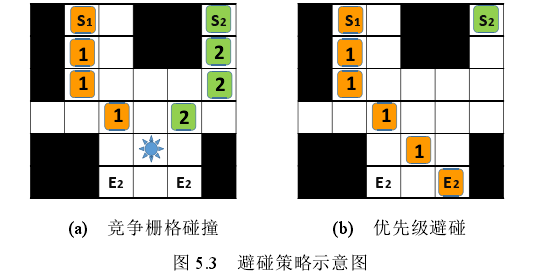 S1 S2 S1 S2
1 2 1
1 2 1
1 2 1
1
E2 E2 E2 E2
(a) 竞争栅格碰撞 (b) 优先级避碰
图 5.3 避碰策略示意图